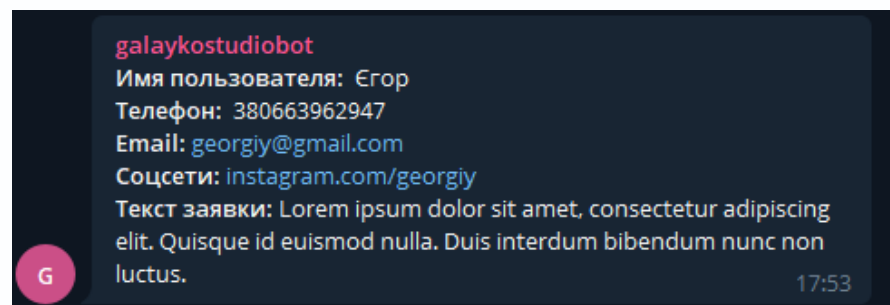 galaykostudiobot
Имя пользователя: Єгор
Телефон: 380663962947
Email: georgiy@gmail.com
Соцсети: instagram.com/georgiy
Текст заявки: Lorem ipsum dolor sit amet, consectetur adipiscing
elit. Quisque id euismod nulla. Duis interdum bibendum nunc non
luctus.
G
17:53